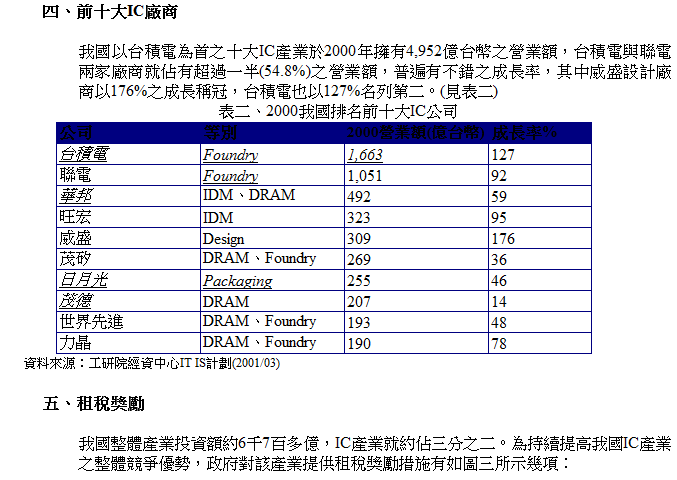 四、前十大IC廠商
我國以台積電為首之十大IC產業於2000年擁有4,952億台幣之營業額，台積電與聯電
兩家廠商就佔有超過一半(54.8%)之營業額，普遍有不錯之成長率，其中威盛設計廠
商以176%之成長稱冠，台積電也以127%名列第二。(見表二)
表二、2000我國排名前十大IC公司
公司 等別 2000營業額(億台幣) 成長率%
台積電 Foundry 1,663 127
聯電 Foundry 1,051 92
華邦 IDM、DRAM 492 59
旺宏 IDM 323 95
威盛 Design 309 176
茂矽 DRAM、Foundry 269 36
日月光 Packaging 255 46
茂德 DRAM 207 14
世界先進 DRAM、Foundry 193 48
力晶 DRAM、Foundry 190 78
資料來源：工研院經資中心IT IS計劃(2001/03)
五、租稅獎勵
我國整體產業投資額約6千7百多億，IC產業就約佔三分之二。為持續提高我國IC產業
之整體競爭優勢，政府對該產業提供租稅獎勵措施有如圖三所示幾項：